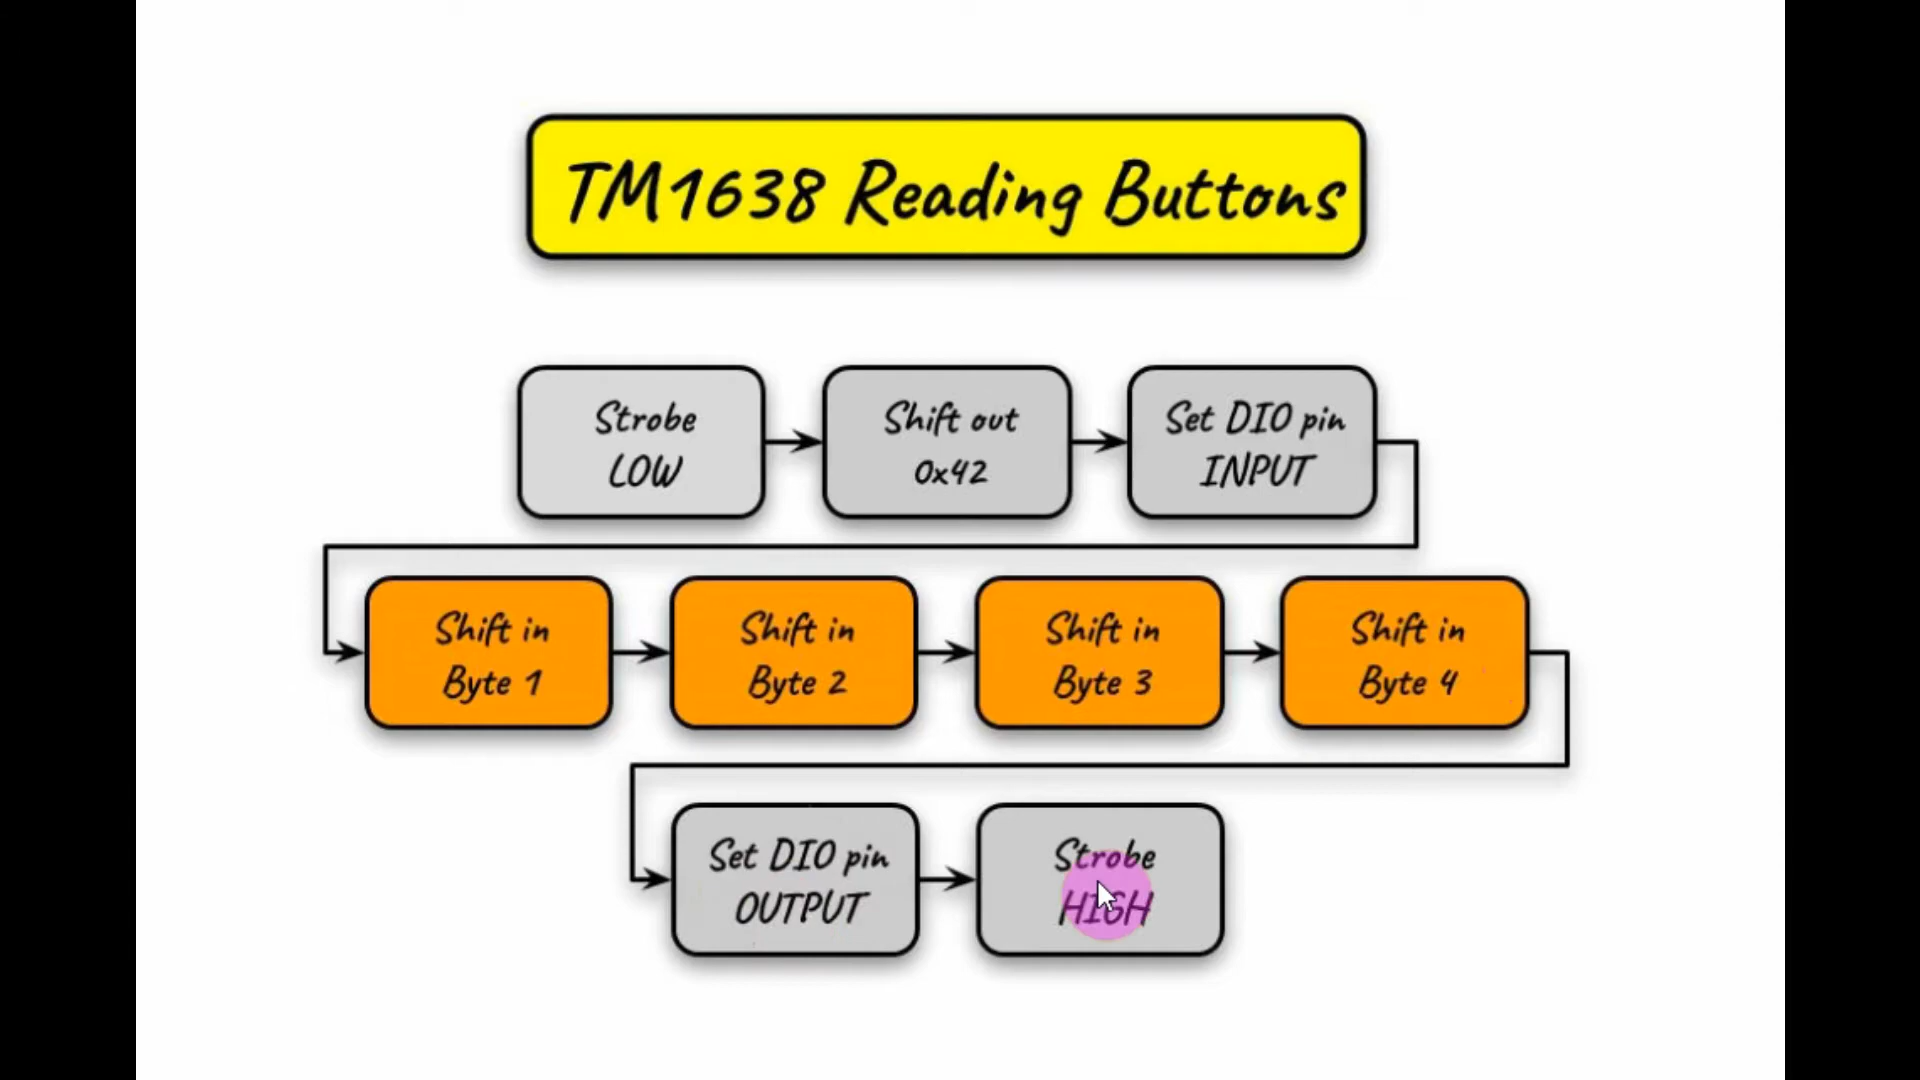 TM1638 Reading Buttons
Strobe
LOW
Shift out
0x42
Set DIO pin
INPUT
Shift in
Byte 1
Shift in
Byte 2
Shift in
Byte 3
Shift in
Byte 4
Set DIO pin
OUTPUT
Strobe
HIGH